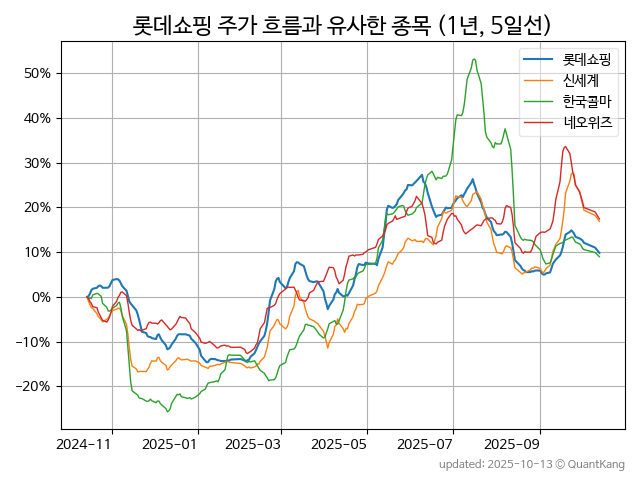 롯데쇼핑 주가 흐름과 유사한 종목 (1년, 5일선)
롯데쇼핑
신세계
한국콜마
네오위즈
50%
40%
30%
20%
10%
0%
−10%
−20%
2024-11
2025-01
2025-03
2025-05
2025-07
2025-09
updated: 2025-10-13 © QuantKang